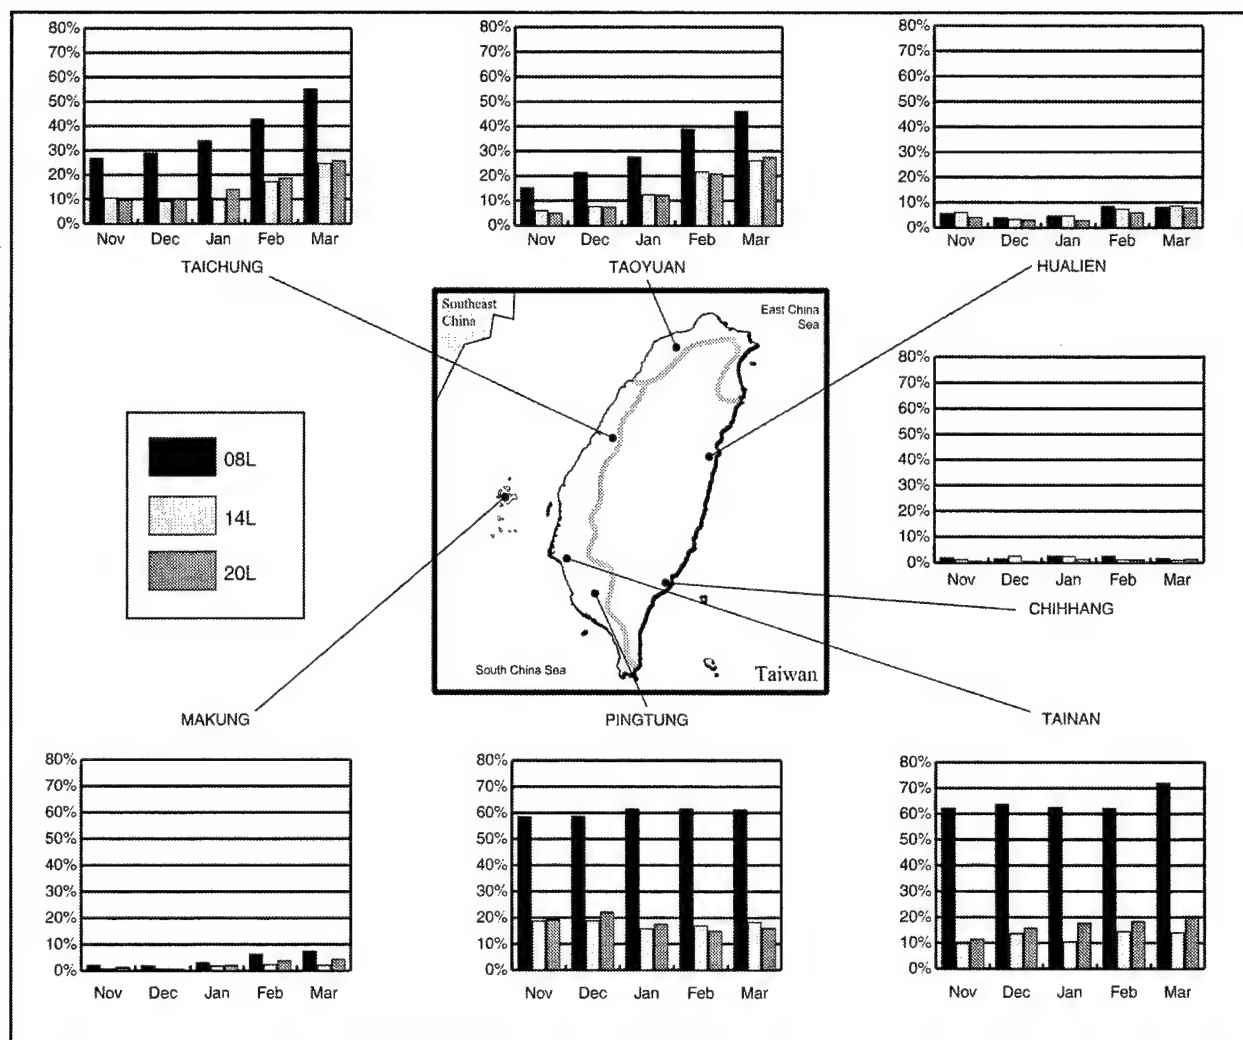 80%
70%
60%
50%
40%
30%
20%
10%
0%
Nov Dec Jan Feb Mar
TAICHUNG
80%
70%
60%
50%
40%
30%
20%
10%
0%
Nov Dec Jan Feb Mar
TAOYUAN
80%
70%
60%
50%
40%
30%
20%
10%
0%
Nov Dec Jan Feb Mar
HUALIEN
Southeast
China
East China
Sea
South China Sea
Taiwan
08L
14L
20L
80%
70%
60%
50%
40%
30%
20%
10%
0%
Nov Dec Jan Feb Mar
CHIHHANG
MAKUNG
80%
70%
60%
50%
40%
30%
20%
10%
0%
Nov Dec Jan Feb Mar
PINGTUNG
80%
70%
60%
50%
40%
30%
20%
10%
0%
Nov Dec Jan Feb Mar
TAINAN
80%
70%
60%
50%
40%
30%
20%
10%
0%
Nov Dec Jan Feb Mar